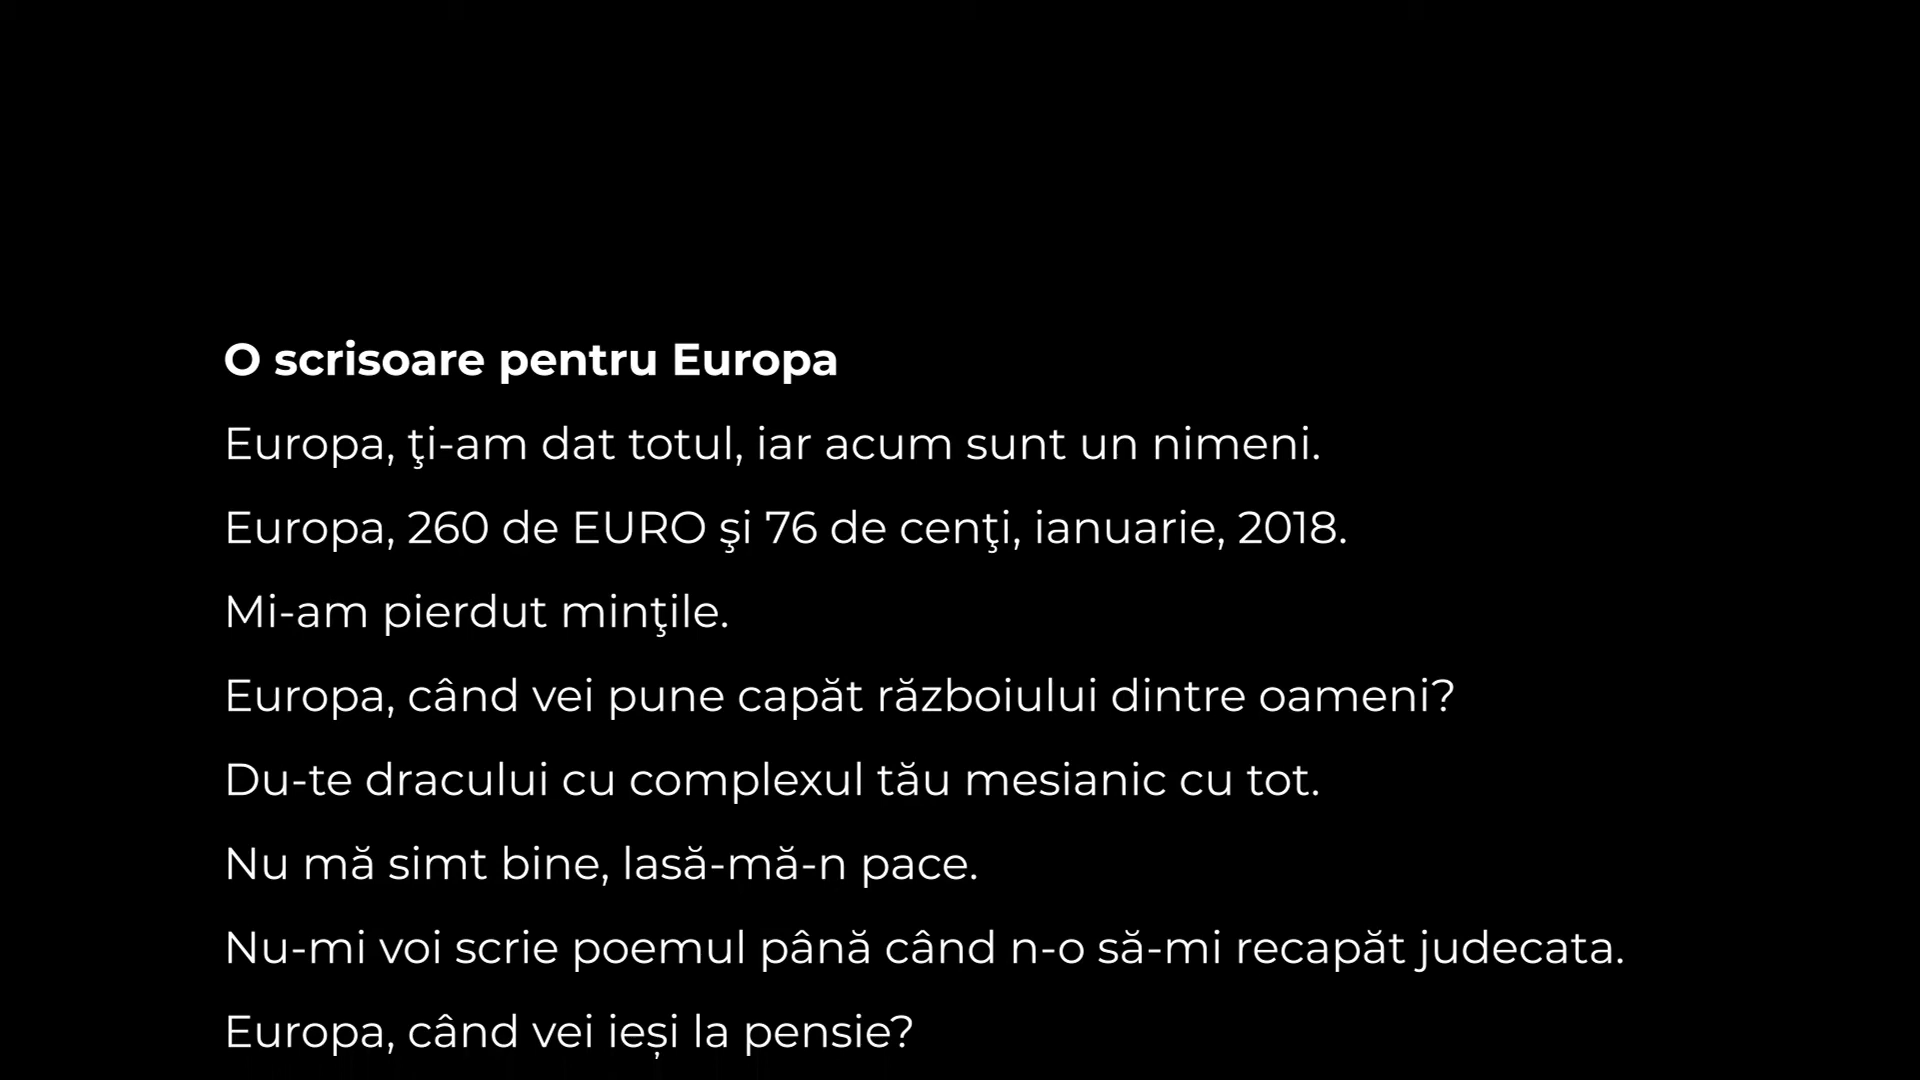 O scrisoare pentru Europa
Europa, ţi-am dat totul, iar acum sunt un nimeni.
Europa, 260 de EURO şi 76 de cenţi, ianuarie, 2018.
Mi-am pierdut minţile.
Europa, când vei pune capăt războiului dintre oameni?
Du-te dracului cu complexul tău mesianic cu tot.
Nu mă simt bine, lasă-mă-n pace.
Nu-mi voi scrie poemul până când n-o să-mi recapăt judecata.
Europa, când vei ieși la pensie?